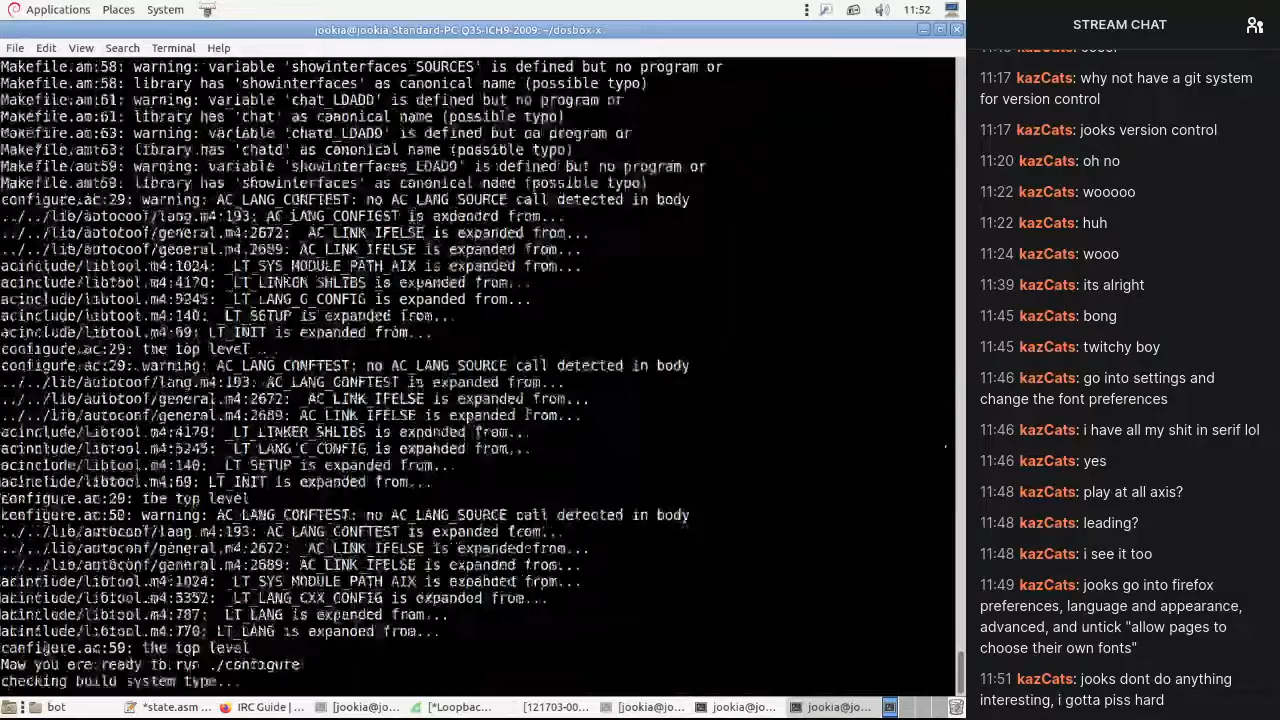 Applications Places System
11:52
jookia@jookia-Standard-PC-Q35-ICH9-2009: ~/dosbox-x
File Edit View Search Terminal Help
Makefile.am:58: warning: variable 'showinterfaces_SOURCES' is defined but no program or
Makefile.am:58: library has 'showinterfaces' as canonical name (possible typo)
Makefile.am:61: warning: variable 'chat_LDADD' is defined but no program or
Makefile.am:61: library has 'chat' as canonical name (possible typo)
Makefile.am:63: warning: variable 'chatd_LDADD' is defined but no program or
Makefile.am:63: library has 'chatd' as canonical name (possible typo)
Makefile.am:59: warning: variable 'showinterfaces_LDADD' is defined but no program or
Makefile.am:59: library has 'showinterfaces' as canonical name (possible typo)
configure.ac:29: warning: AC_LANG_CONFTEST: no AC_LANG_SOURCE call detected in body
../../lib/autoconf/lang.m4:193: AC_LANG_CONFTEST is expanded from...
../../lib/autoconf/general.m4:2672: _AC_LINK_IFELSE is expanded from...
../../lib/autoconf/general.m4:2689: AC_LINK_IFELSE is expanded from...
acinclude/libtool.m4:1024: _LT_SYS_MODULE_PATH_AIX is expanded from...
acinclude/libtool.m4:4179: _LT_LINKER_SHLIBS is expanded from...
acinclude/libtool.m4:5245: _LT_LANG_C_CONFIG is expanded from...
acinclude/libtool.m4:140: _LT_SETUP is expanded from...
acinclude/libtool.m4:69: LT_INIT is expanded from...
configure.ac:29: the top level
configure.ac:29: warning: AC_LANG_CONFTEST: no AC_LANG_SOURCE call detected in body
../../lib/autoconf/lang.m4:193: AC_LANG_CONFTEST is expanded from...
../../lib/autoconf/general.m4:2672: _AC_LINK_IFELSE is expanded from...
../../lib/autoconf/general.m4:2689: AC_LINK_IFELSE is expanded from...
acinclude/libtool.m4:4179: _LT_LINKER_SHLIBS is expanded from...
acinclude/libtool.m4:5245: _LT_LANG_C_CONFIG is expanded from...
acinclude/libtool.m4:140: _LT_SETUP is expanded from...
acinclude/libtool.m4:69: LT_INIT is expanded from...
configure.ac:29: the top level
configure.ac:50: warning: AC_LANG_CONFTEST: no AC_LANG_SOURCE call detected in body
../../lib/autoconf/lang.m4:193: AC_LANG_CONFTEST is expanded from...
../../lib/autoconf/general.m4:2672: _AC_LINK_IFELSE is expanded from...
../../lib/autoconf/general.m4:2689: AC_LINK_IFELSE is expanded from...
acinclude/libtool.m4:1024: _LT_SYS_MODULE_PATH_AIX is expanded from...
acinclude/libtool.m4:5352: _LT_LANG_CXX_CONFIG is expanded from...
acinclude/libtool.m4:787: _LT_LANG is expanded from...
acinclude/libtool.m4:770: LT_LANG is expanded from...
configure.ac:50: the top level
Now you are ready to run ./configure
checking build system type...
bot
*state.asm ...
IRC Guide | ...
[jookia@jo...
[*Loopbac...
[121703-00...
[jookia@jo...
jookia@jo...
jookia@jo...
STREAM CHAT
11:17 kazCats: why not have a git system
for version control
11:17 kazCats: jooks version control
11:20 kazCats: oh no
11:22 kazCats: wooooo
11:22 kazCats: huh
11:24 kazCats: wooo
11:39 kazCats: its alright
11:45 kazCats: bong
11:45 kazCats: twitchy boy
11:46 kazCats: go into settings and
change the font preferences
11:46 kazCats: i have all my shit in serif lol
11:46 kazCats: yes
11:48 kazCats: play at all axis?
11:48 kazCats: leading?
11:48 kazCats: i see it too
11:49 kazCats: jooks go into firefox
preferences, language and appearance,
advanced, and untick "allow pages to
choose their own fonts"
11:51 kazCats: jooks dont do anything
interesting, i gotta piss hard